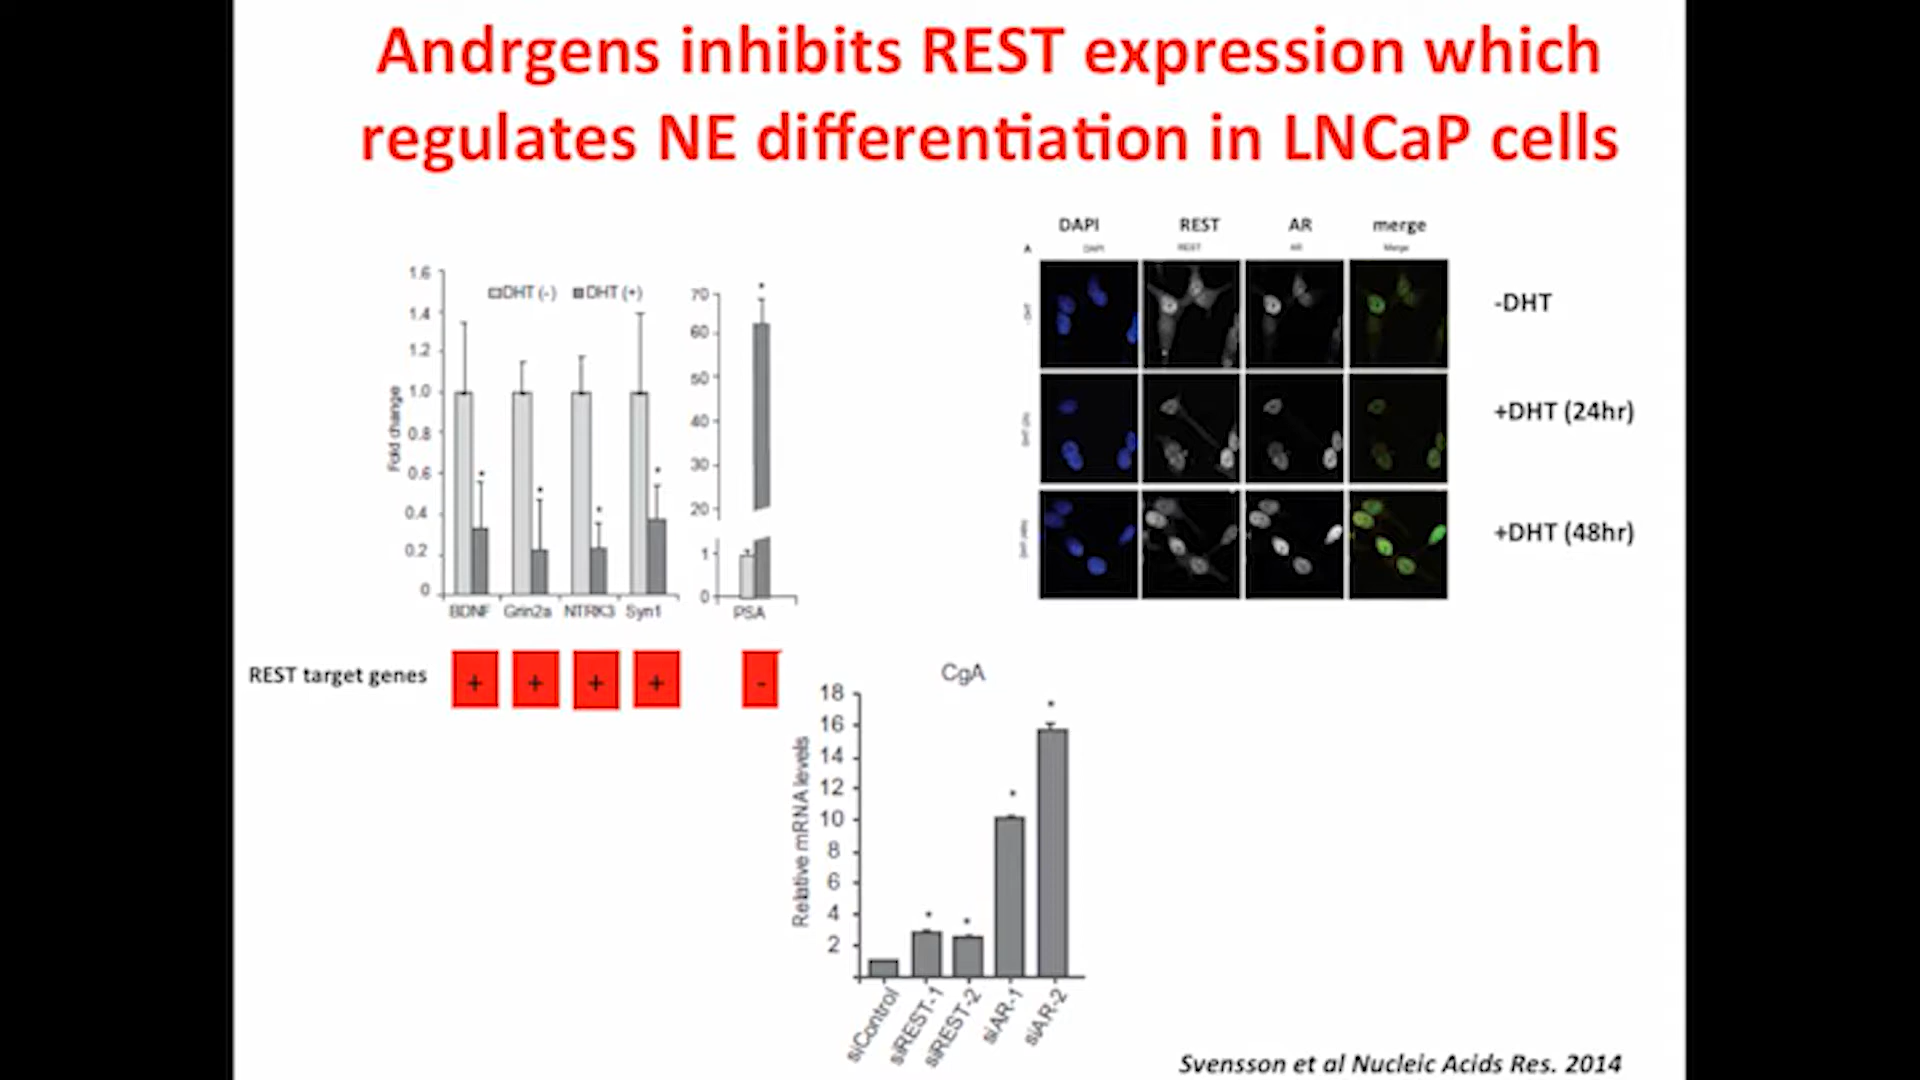 Andrgens inhibits REST expression which
regulates NE differentiation in LNCaP cells
1.6
1.4
1.2
1.0
0.8
0.6
0.4
0.2
0
Fold change
DHT (-) DHT (+)
* * * *
BDNF Grin2a NTRK3 Syn1
70
60
50
40
30
20
1
0
*
PSA
REST target genes + + + + -
DAPI REST AR merge
A DAPI REST AR Merge
-DHT
+DHT (24hr)
+DHT (48hr)
CgA
18
16
14
12
10
8
6
4
2
Relative mRNA levels
* * * *
siControl siREST-1 siREST-2 siAR-1 siAR-2
Svensson et al Nucleic Acids Res. 2014